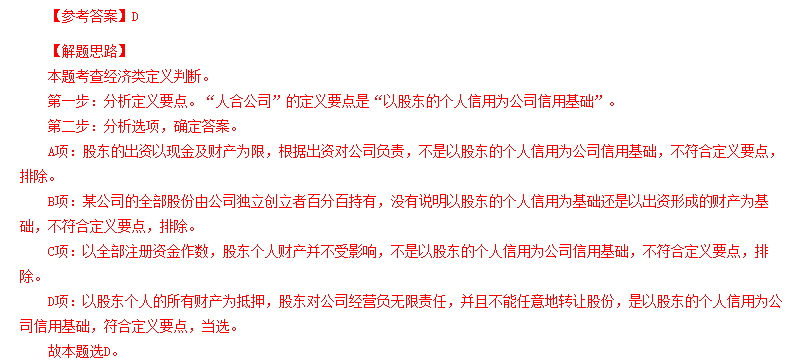 【参考答案】D
【解题思路】
本题考查经济类定义判断。
第一步：分析定义要点。“人合公司”的定义要点是“以股东的个人信用为公司信用基础”。
第二步：分析选项，确定答案。
A项：股东的出资以现金及财产为限，根据出资对公司负责，不是以股东的个人信用为公司信用基础，不符合定义要点，
排除。
B项：某公司的全部股份由公司独立创立者百分百持有，没有说明以股东的个人信用为基础还是以出资形成的财产为基
础，不符合定义要点，排除。
C项：以全部注册资金作数，股东个人财产并不受影响，不是以股东的个人信用为公司信用基础，不符合定义要点，排
除。
D项：以股东个人的所有财产为抵押，股东对公司经营负无限责任，并且不能任意地转让股份，是以股东的个人信用为公
司信用基础，符合定义要点，当选。
故本题选D。